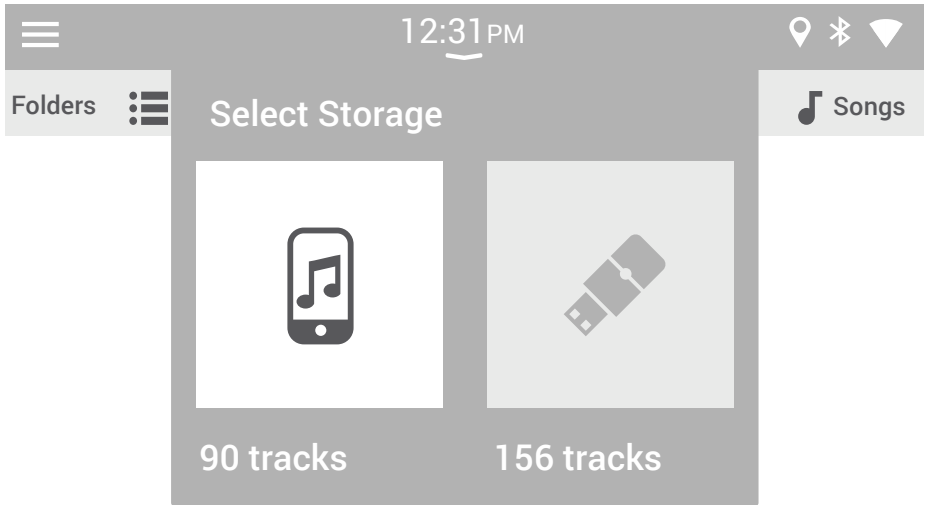 12:31PM
Folders
Select Storage
Songs
90 tracks
156 tracks